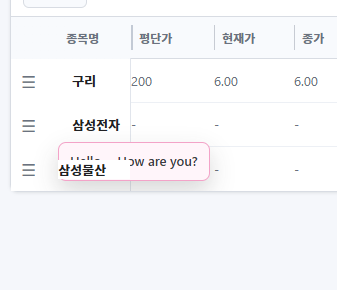 종목명 평단가 현재가 종가
구리 200 6.00 6.00
삼성전자 - - -
How are you?
삼성물산 - -